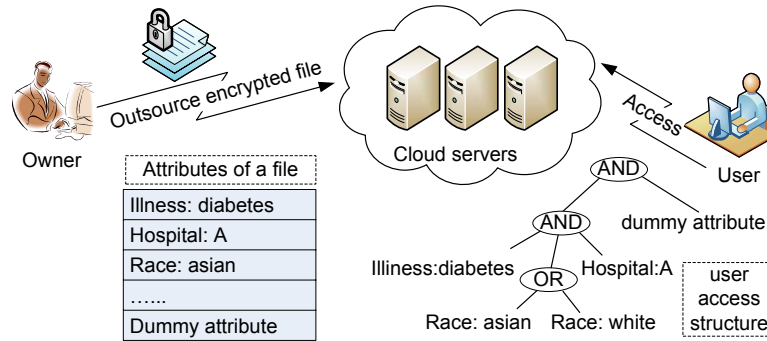 Owner
Outsource encrypted file
Cloud servers
Access
User
Attributes of a file
Illness: diabetes
Hospital: A
Race: asian
…...
Dummy attribute
AND
AND
dummy attribute
Illiness:diabetes
OR
Hospital:A
Race: asian
Race: white
user
access
structure